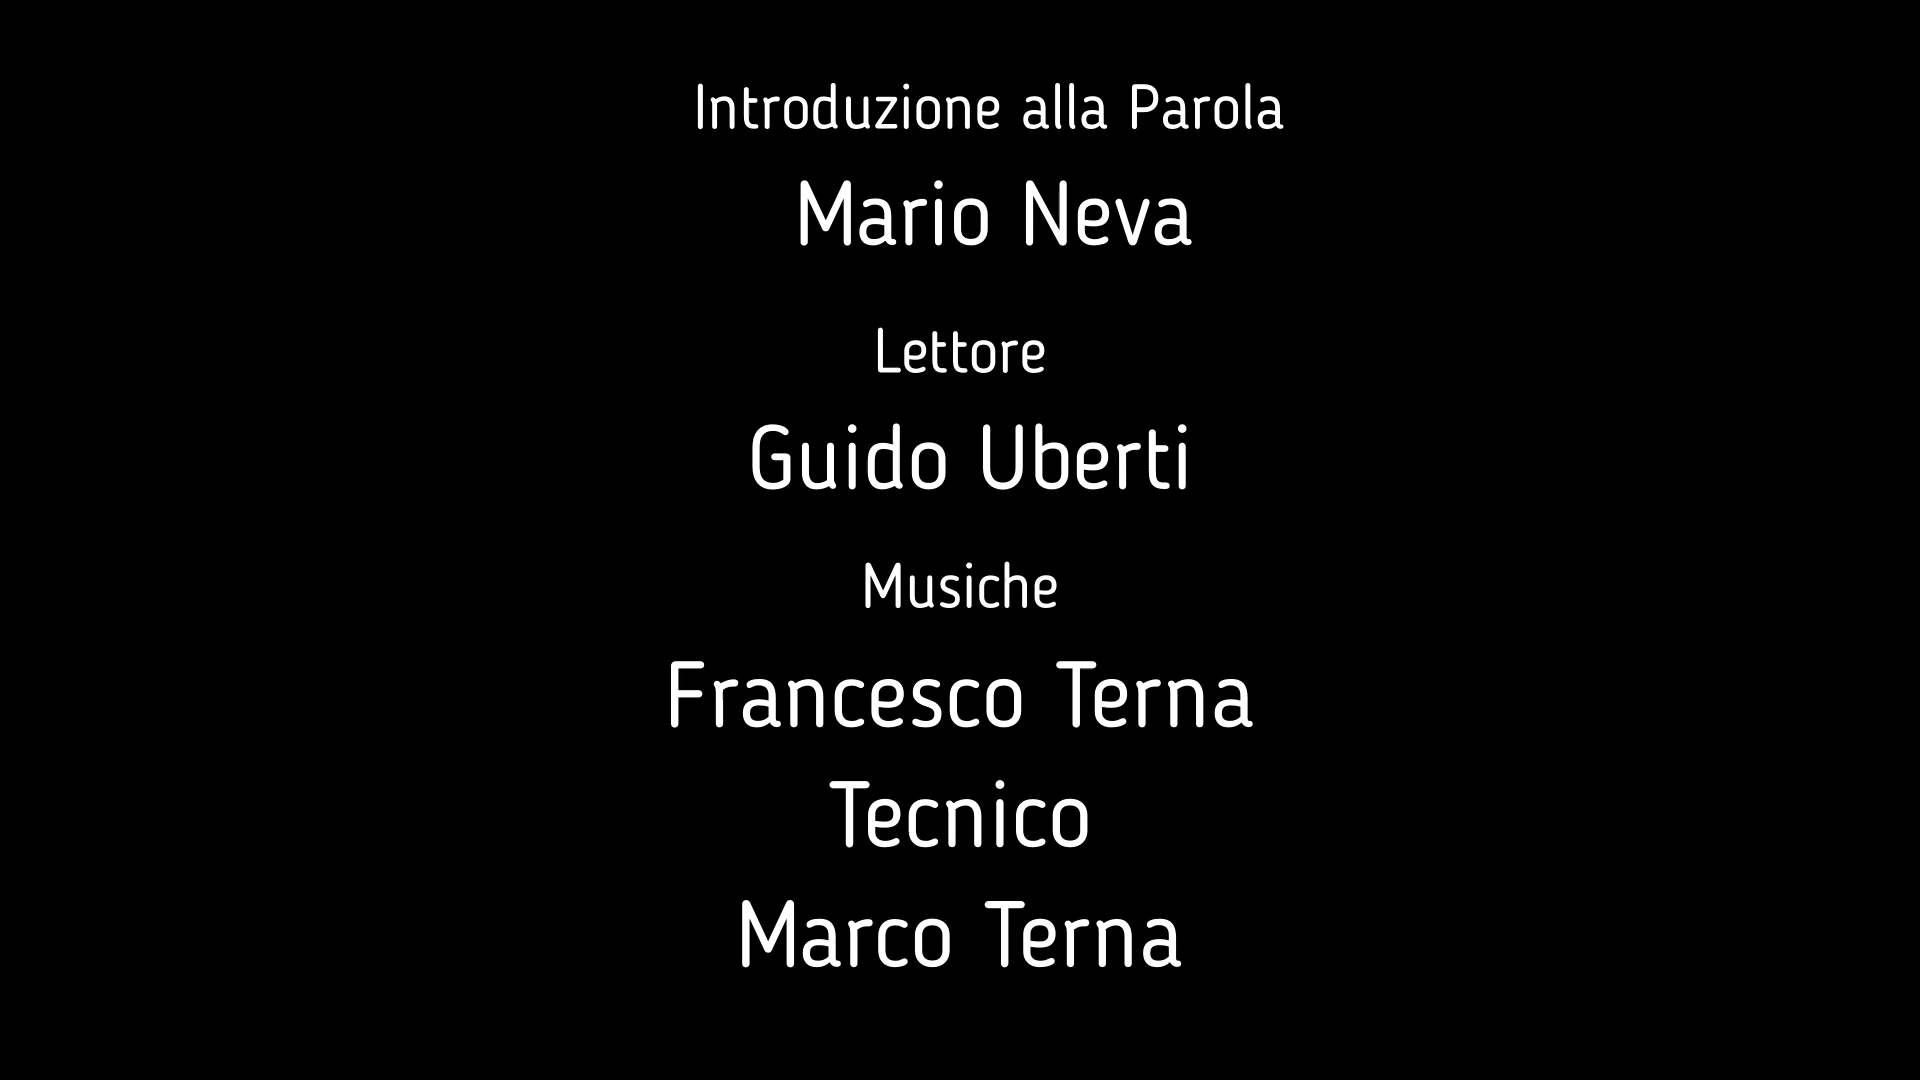 Introduzione alla Parola
Mario Neva
Lettore
Guido Uberti
Musiche
Francesco Terna
Tecnico
Marco Terna